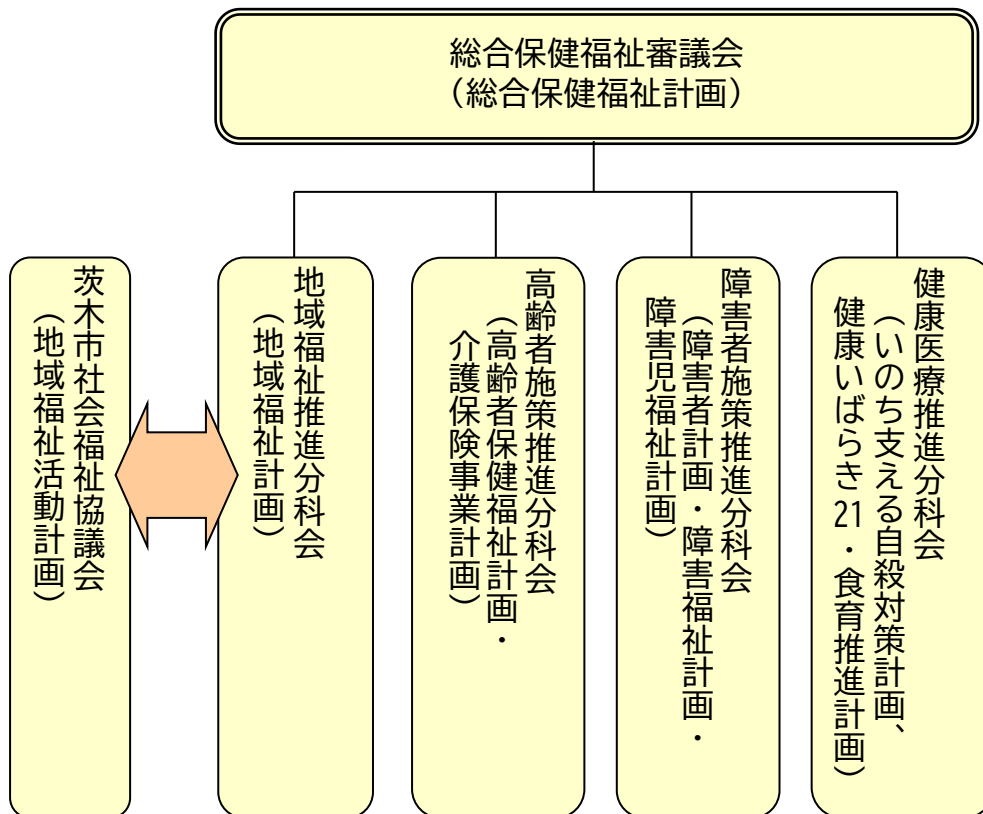 総合保健福祉審議会
（総合保健福祉計画）
茨木市社会福祉協議会
（地域福祉活動計画）
地域福祉推進分科会
（地域福祉計画）
高齢者施策推進分科会
（高齢者保健福祉計画・
介護保険事業計画）
障害者施策推進分科会
（障害者計画・障害福祉計画・
障害児福祉計画）
健康医療推進分科会
（いのち支える自殺対策計画、
健康いばらき21・食育推進計画）